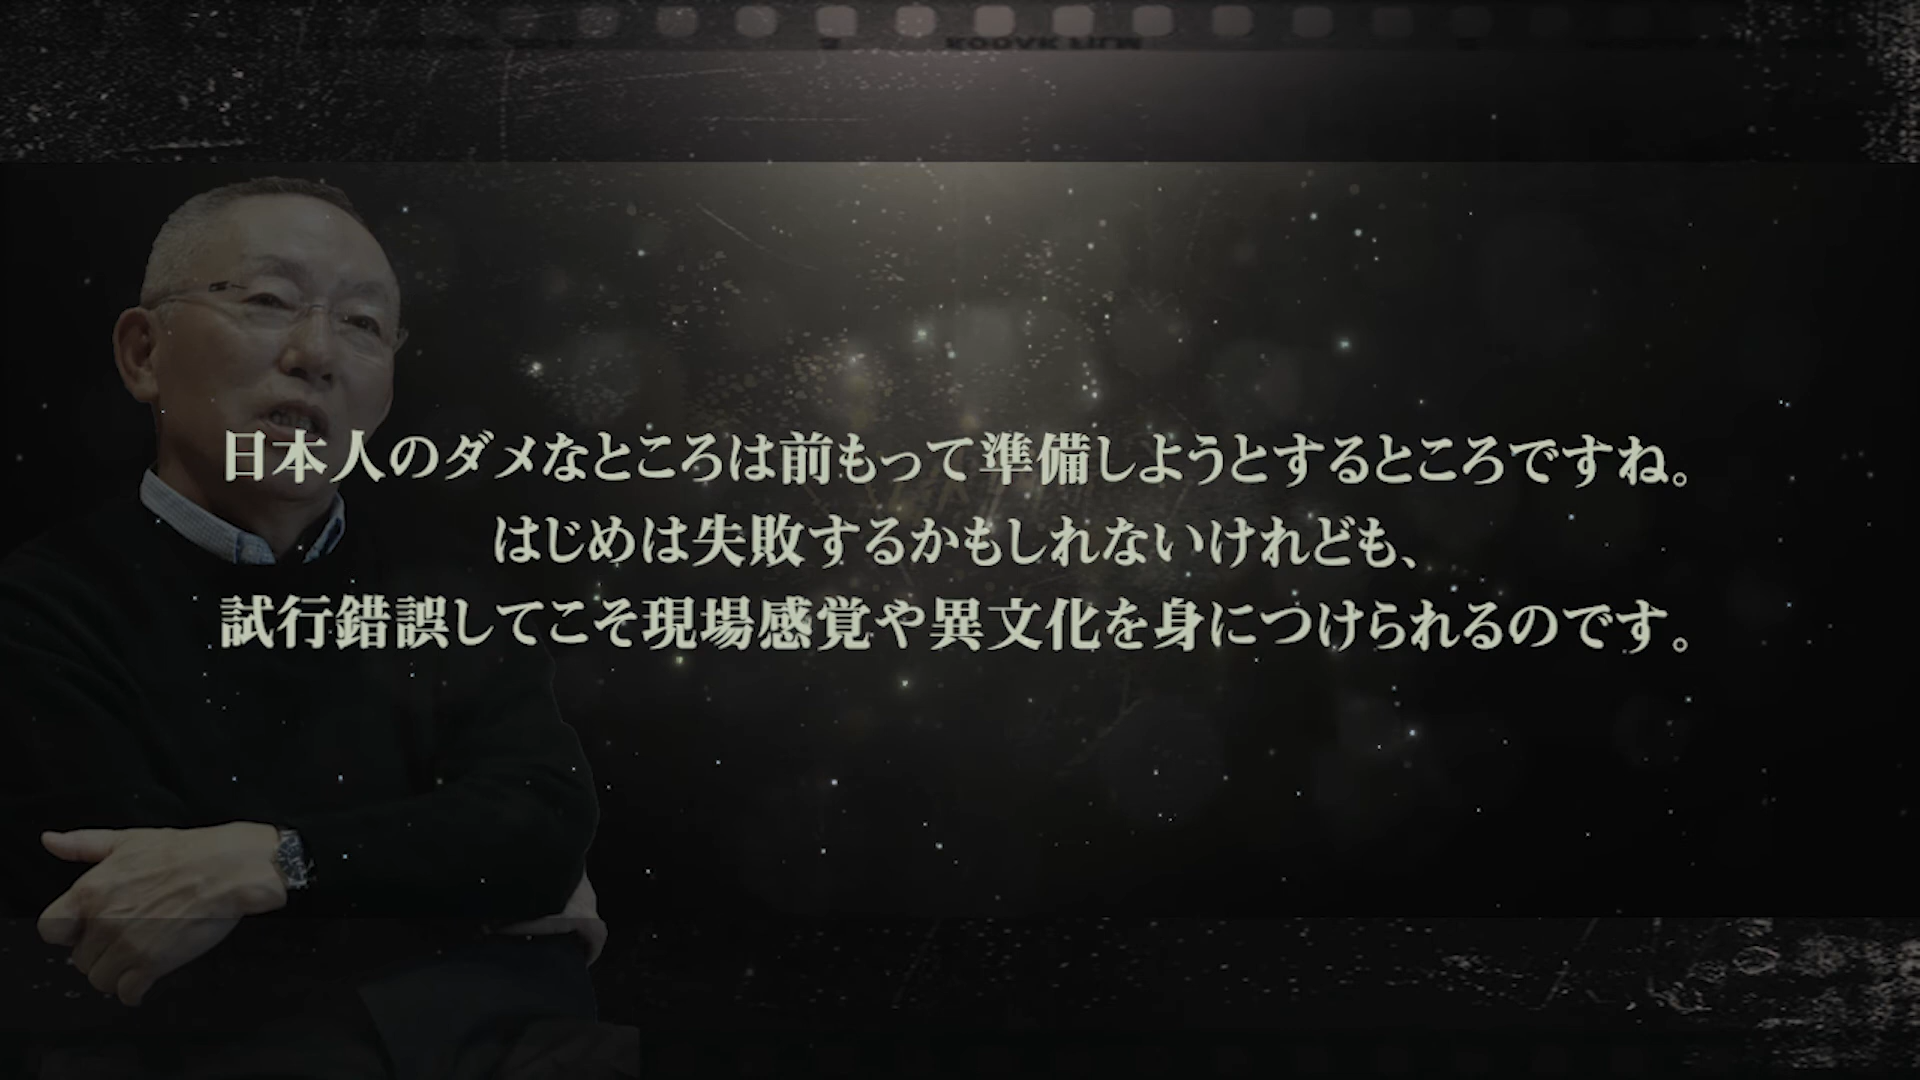 日本人のダメなところは前もって準備しようとするところですね。
はじめは失敗するかもしれないけれども、
試行錯誤してこそ現場感覚や異文化を身につけられるのです。